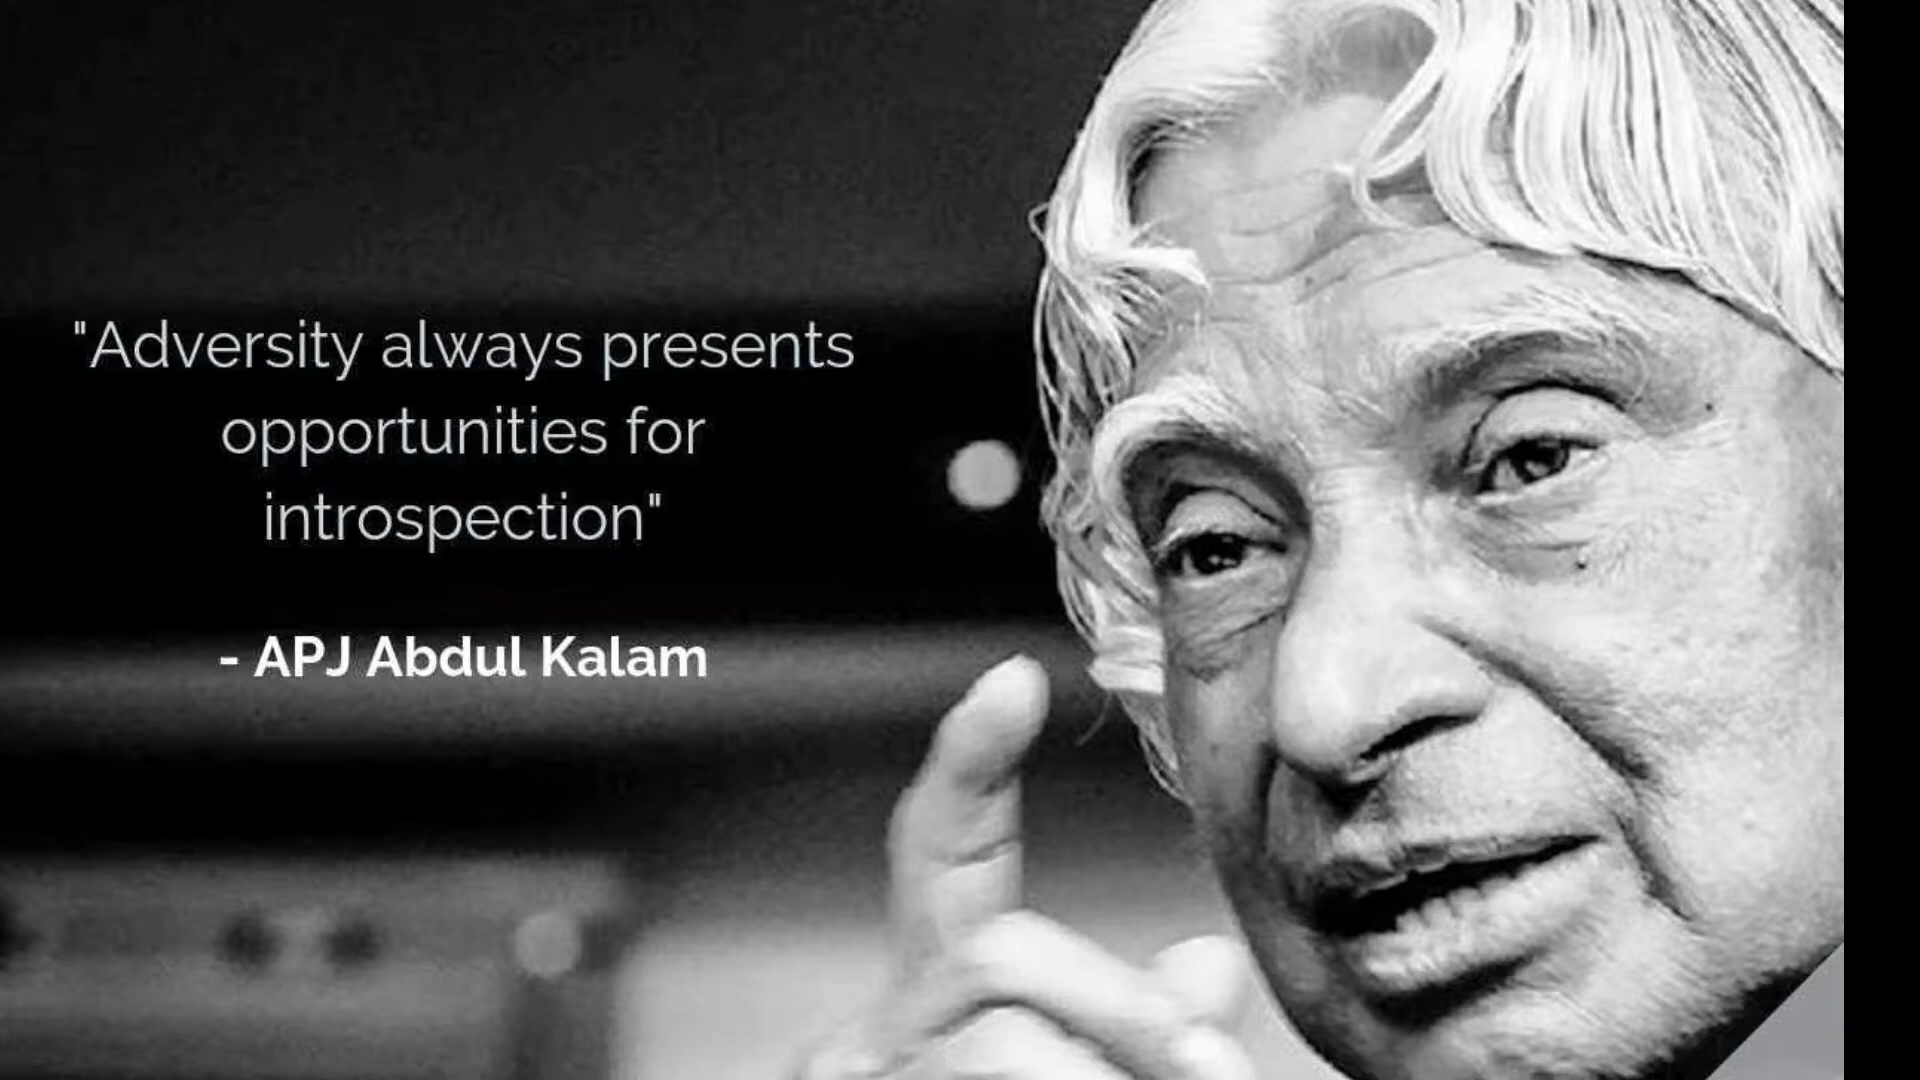 "Adversity always presents
opportunities for
introspection"
- APJ Abdul Kalam